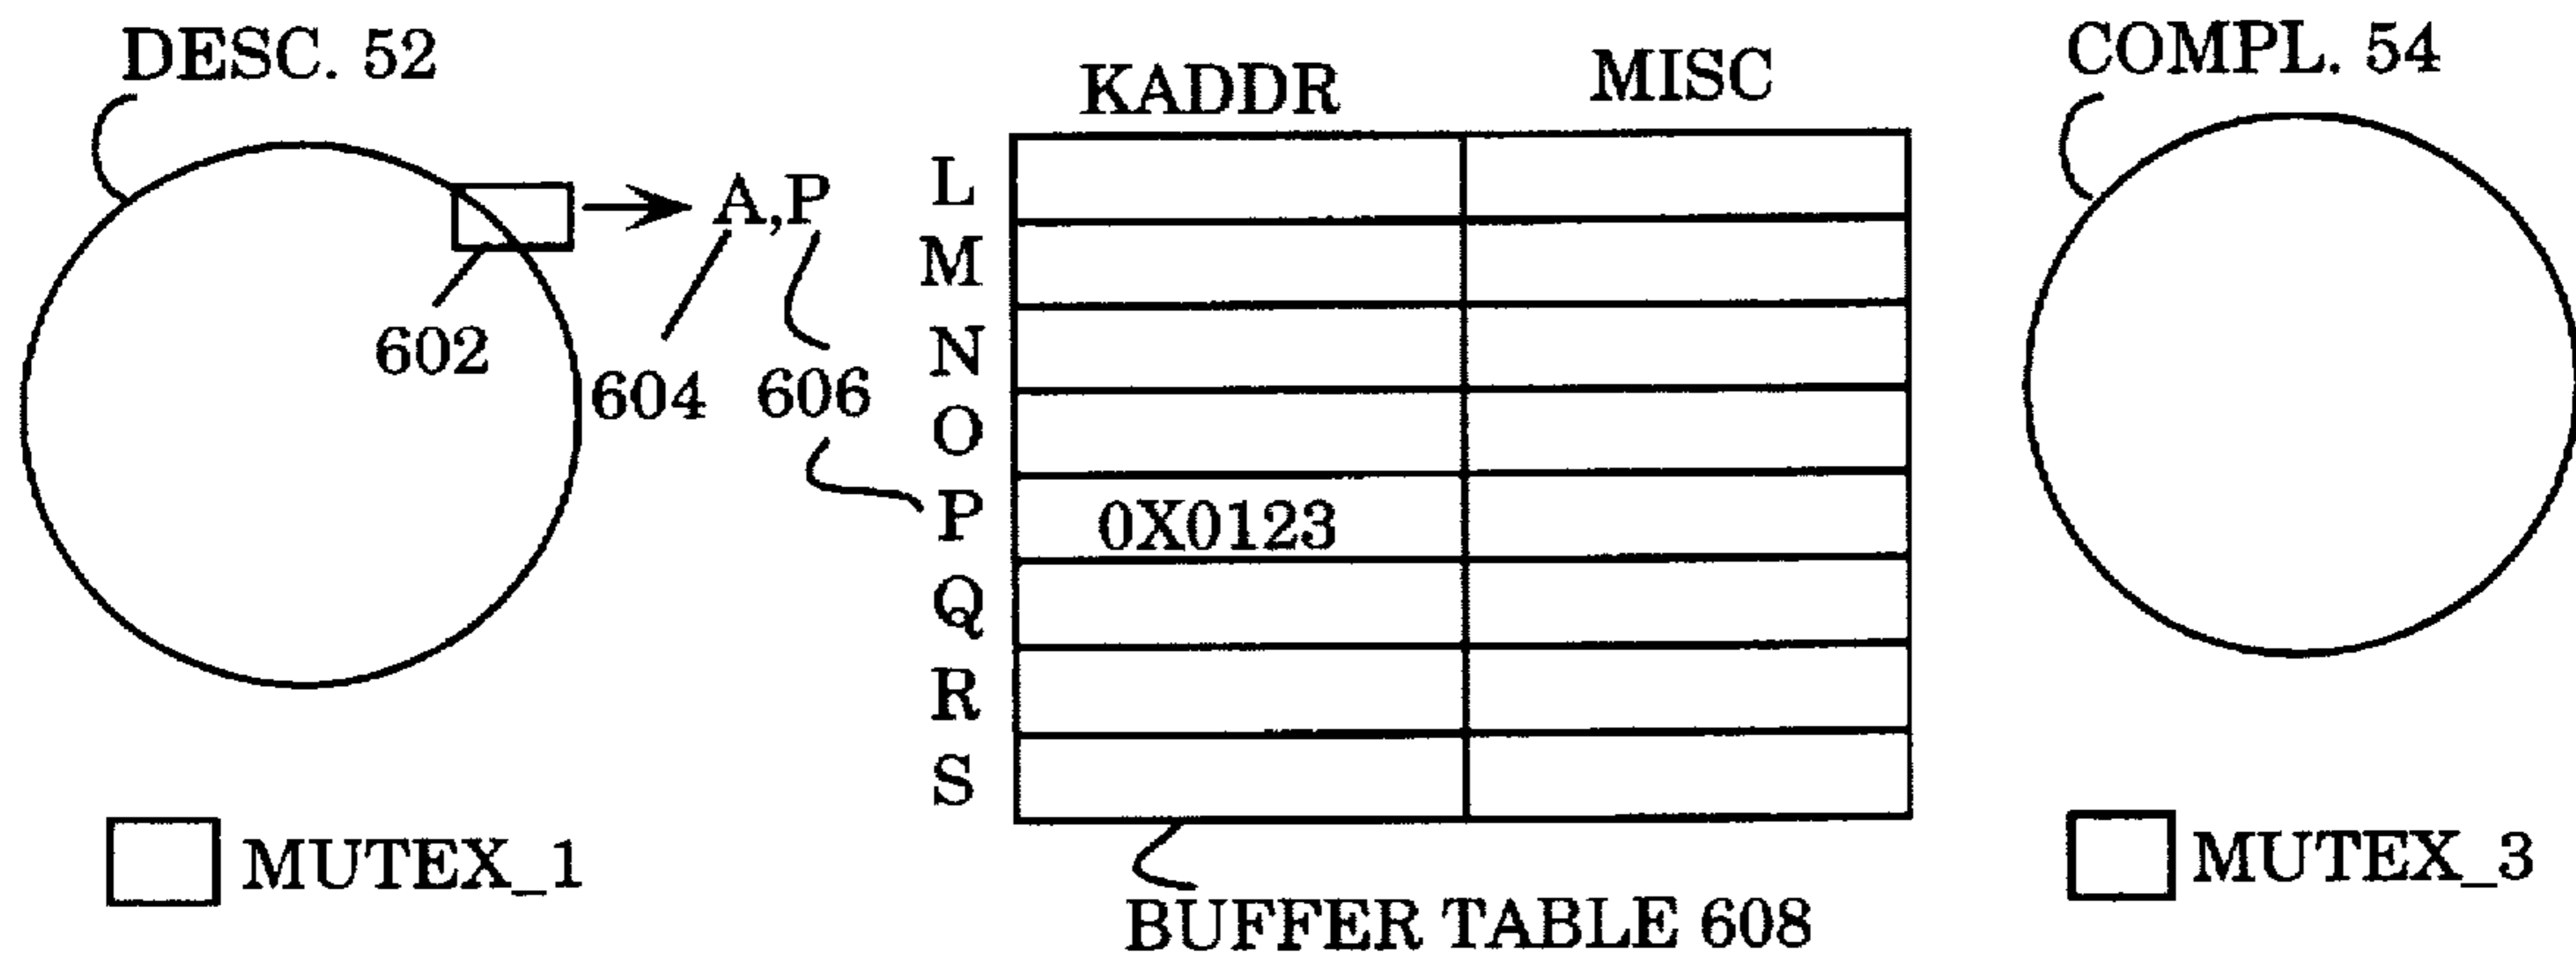 DESC. 52
KADDR
MISC
COMPL. 54
L
A,P
M
N
602
604
606
O
P
0X0123
Q
R
S
MUTEX_1
MUTEX_3
BUFFER TABLE 608